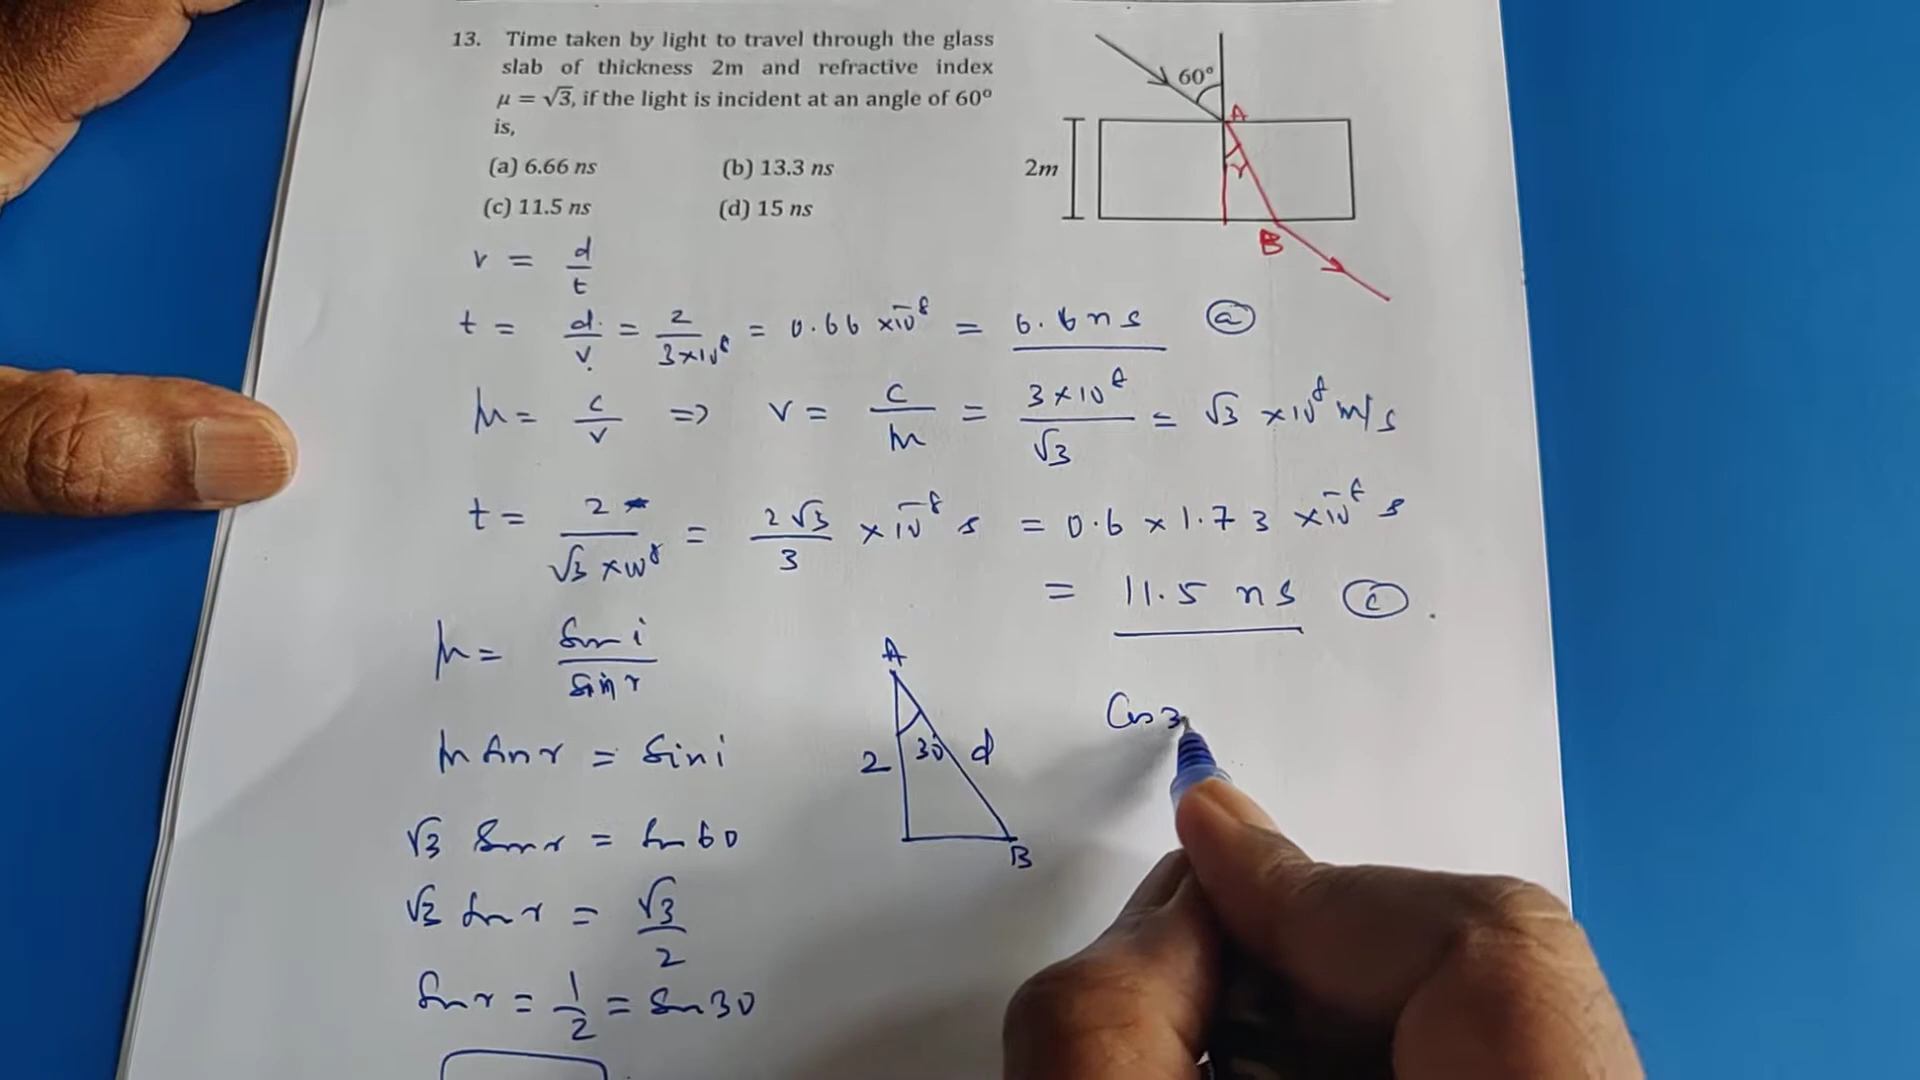 13. Time taken by light to travel through the glass
slab of thickness 2m and refractive index
μ = √3, if the light is incident at an angle of 60°
is,
(a) 6.66 ns (b) 13.3 ns
(c) 11.5 ns (d) 15 ns
60°
A
2m
r
B
v = d/t
t = d/v = 2/3×10⁸ = 0.66 ×10⁻⁸ = 6.6 ns (a)
μ = c/v => v = c/μ = 3×10⁸/√3 = √3 ×10⁸ m/s
t = 2/√3 ×10⁸ = 2√3/3 × 10⁻⁸ s = 0.6 × 1.73 ×10⁻⁸ s
= 11.5 ns (c).
μ = Sin i/Sin r
μ Sin r = Sin i
√3 Sin r = Sin 60
√3 Sin r = √3/2
Sin r = 1/2 = Sin 30
A
2 30° d
B
Cos 3